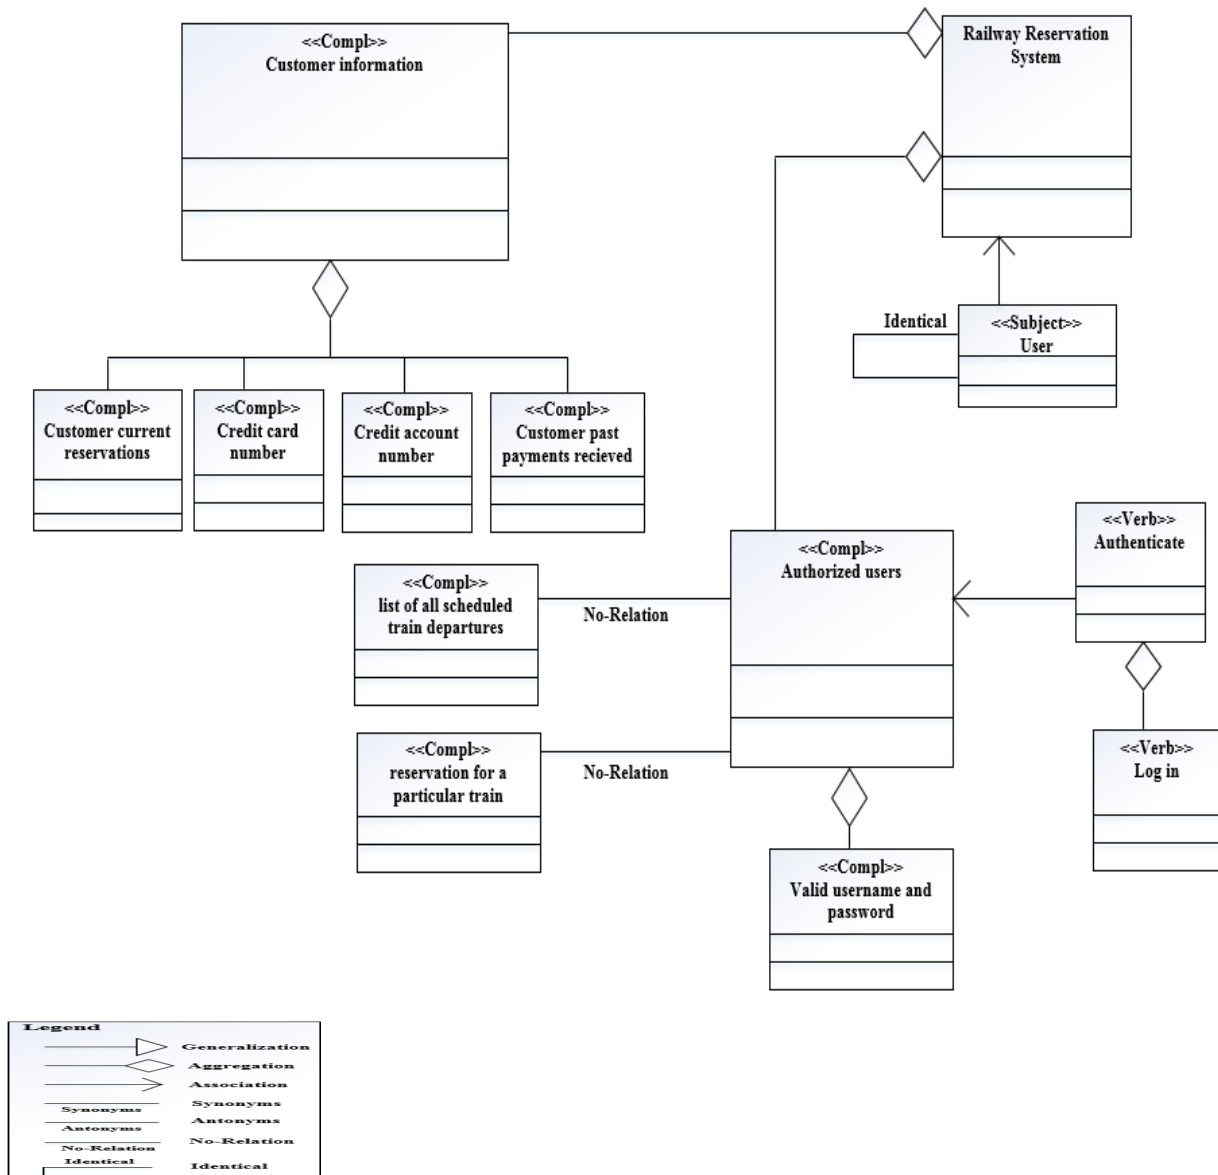 <<Compl>>
Customer information
Railway Reservation
System
Identical
<<Subject>>
User
<<Compl>>
Customer current
reservations
<<Compl>>
Credit card
number
<<Compl>>
Credit account
number
<<Compl>>
Customer past
payments recieved
<<Compl>>
Authorized users
<<Verb>>
Authenticate
<<Compl>>
list of all scheduled
train departures
No-Relation
<<Compl>>
reservation for a
particular train
No-Relation
<<Verb>>
Log in
<<Compl>>
Valid username and
password
Legend
Generalization
Aggregation
Association
Synonyms
Synonyms
Antonyms
Antonyms
No-Relation
No-Relation
Identical
Identical